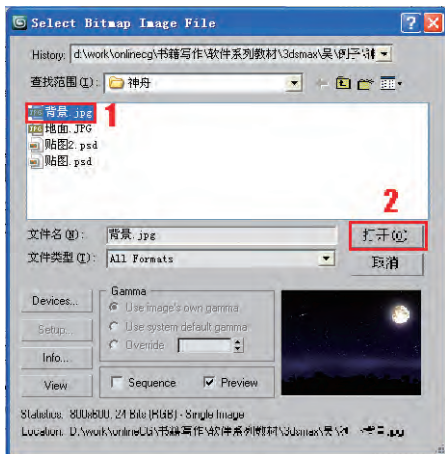 Select Bitmap Image File
History: d:\work\onlinecg\书籍写作\软件系列教材\3dsmax\吴\例子\神
查找范围(I): 神舟
背景.jpg 1
地面.JPG
贴图2.psd
贴图.psd
2
文件名(N): 背景.jpg 打开(O)
文件类型(T): All Formats 取消
Devices...
Setup...
Info...
View
Gamma
Use image's own gamma
Use system default gamma
Override
Sequence Preview
Statistics: 800x600, 24 Bits (RGB) - Single Image
Location: D:\work\onlineCG\书籍写作\软件系列教材\3dsmax\吴\